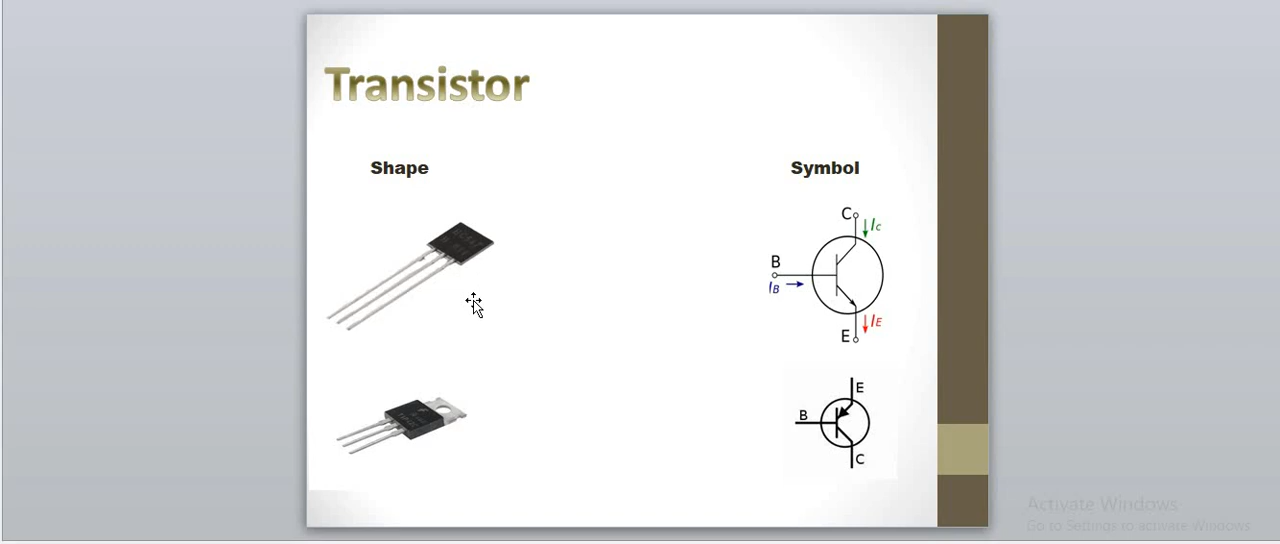 Transistor
Shape
Symbol
C
IC
B
IB
IE
E
E
B
C
Activate Windows
Go to Settings to activate Windows